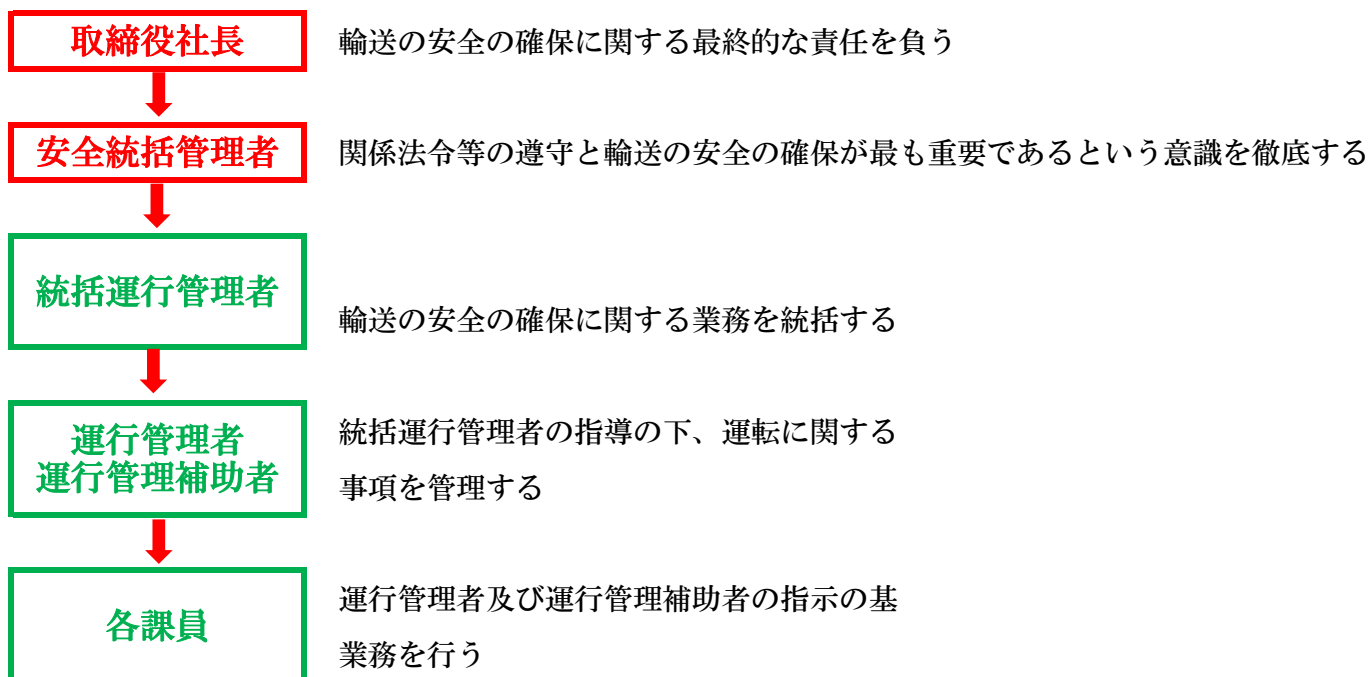 取締役社長
輸送の安全の確保に関する最終的な責任を負う
安全統括管理者
関係法令等の遵守と輸送の安全の確保が最も重要であるという意識を徹底する
統括運行管理者
輸送の安全の確保に関する業務を統括する
運行管理者
運行管理補助者
統括運行管理者の指導の下、運転に関する
事項を管理する
各課員
運行管理者及び運行管理補助者の指示の基
業務を行う